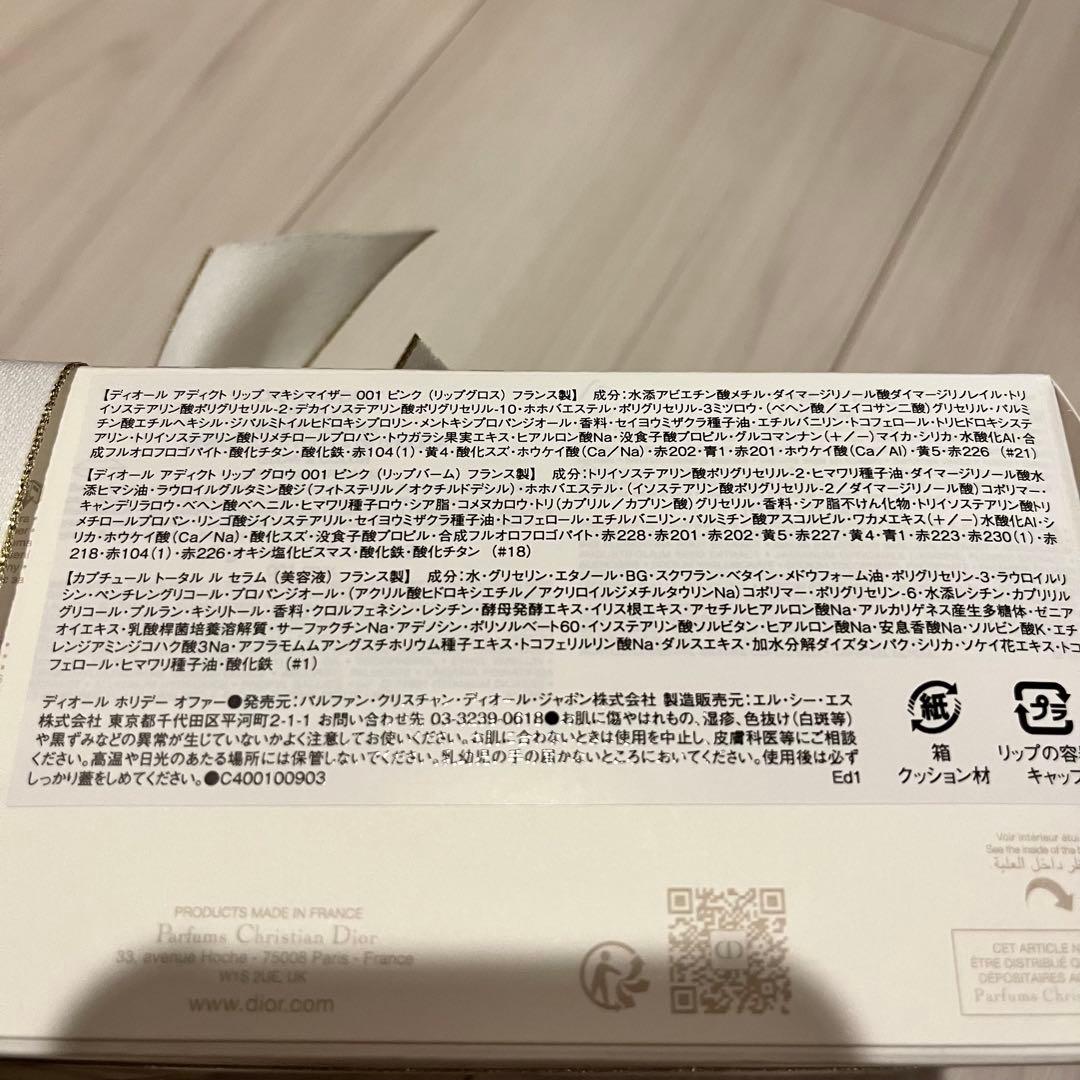 【ディオール アディクト リップ マキシマイザー 001 ピンク (リップグロス) フランス製】 成分:水添アビエチン酸メチル・ダイマージリノール酸ダイマージリノレイル・トリ
イソステアリン酸ポリグリセリル-2・デカイソステアリン酸ポリグリセリル-10・ホホバエステル・ポリグリセリル-3ミツロウ・(ベヘン酸/エイコサン二酸)グリセリル・パルミ
チン酸エチルヘキシル・ジパルミトイルヒドロキシプロリン・メントキシプロパンジオール・香料・セイヨウミザクラ種子油・エチルバニリン・トコフェロール・トリヒドロキシステ
アリン・トリイソステアリン酸トリメチロールプロパン・トウガラシ果実エキス・ヒアルロン酸Na・没食子酸プロピル・グルコマンナン(+/-)マイカ・シリカ・水酸化Al・合
成フルオロフロゴパイト・酸化チタン・酸化鉄・赤104(1)・黄4・酸化スズ・ホウケイ酸(Ca/Na)・赤202・青1・赤201・ホウケイ酸(Ca/Al)・黄5・赤226 (#21)
【ディオール アディクト リップ グロウ 001 ピンク (リップバーム) フランス製】 成分:トリイソステアリン酸ポリグリセリル-2・ヒマワリ種子油・ダイマージリノール酸水
添ヒマシ油・ラウロイルグルタミン酸ジ(フィトステリル/オクチルドデシル)・ホホバエステル・(イソステアリン酸ポリグリセリル-2/ダイマージリノール酸)コポリマー・
キャンデリラロウ・ベヘン酸ベヘニル・ヒマワリ種子ロウ・シア脂・コメヌカロウ・トリ(カプリル/カプリン酸)グリセリル・香料・シア脂不けん化物・トリイソステアリン酸トリ
メチロールプロパン・リンゴ酸ジイソステアリル・セイヨウミザクラ種子油・トコフェロール・エチルバニリン・パルミチン酸アスコルビル・ワカメエキス(+/-)水酸化Al・シ
リカ・ホウケイ酸(Ca/Na)・酸化スズ・没食子酸プロピル・合成フルオロフロゴパイト・赤228・赤201・赤202・黄5・赤227・黄4・青1・赤223・赤230(1)・赤
218・赤104(1)・赤226・オキシ塩化ビスマス・酸化鉄・酸化チタン (#18)
【カプチュール トータル ル セラム (美容液) フランス製】 成分:水・グリセリン・エタノール・BG・スクワラン・ベタイン・メドウフォーム油・ポリグリセリン-3・ラウロイルリ
シン・ペンチレングリコール・プロパンジオール・(アクリル酸ヒドロキシエチル/アクリロイルジメチルタウリンNa)コポリマー・ポリグリセリン-6・水添レシチン・カプリリル
グリコール・プルラン・キシリトール・香料・クロルフェネシン・レシチン・酵母発酵エキス・イリス根エキス・アセチルヒアルロン酸Na・アルカリゲネス産生多糖体・ゼニア
オイエキス・乳酸桿菌培養溶解質・サーファクチンNa・アデノシン・ポリソルベート60・イソステアリン酸ソルビタン・ヒアルロン酸Na・安息香酸Na・ソルビン酸K・エチ
レンジアミンジコハク酸3Na・アフラモムムアングスチホリウム種子エキス・トコフェリルリン酸Na・ダルスエキス・加水分解ダイズタンパク・シリカ・ソケイ花エキス・トコ
フェロール・ヒマワリ種子油・酸化鉄 (#1)
ディオール ホリデー オファー●発売元:パルファン・クリスチャン・ディオール・ジャポン株式会社 製造販売元:エル・シー・エス
株式会社 東京都千代田区平河町2-1-1 お問い合わせ先 03-3239-0618●お肌に傷やはれもの、湿疹、色抜け(白斑等)
や黒ずみなどの異常が生じていないかよく注意してお使いください。お肌に合わないときは使用を中止し、皮膚科医等にご相談
ください。高温や日光のあたる場所には保管しないでください。乳幼児の手の届かないところにおいてください。使用後は必ず
しっかり蓋をしめてください。●C400100903 Ed1
紙
箱
クッション材
プラ
リップの容
キャップ
Voir intérieur étui
See the inside of the
PRODUCTS MADE IN FRANCE
Parfums Christian Dior
33, avenue Hoche - 75008 Paris - France
W1S 2UE, UK
www.dior.com
CET ARTICLE N
ÊTRE DISTRIBUÉ
DÉPOSITAIRES A
Parfums Chris